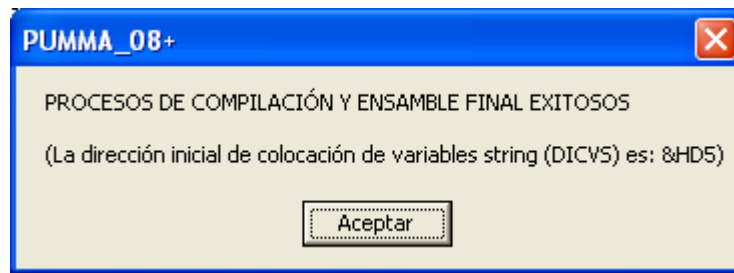 PUMMA_08+
PROCESOS DE COMPILACIÓN Y ENSAMBLE FINAL EXITOSOS
(La dirección inicial de colocación de variables string (DICVS) es: &HD5)
Aceptar